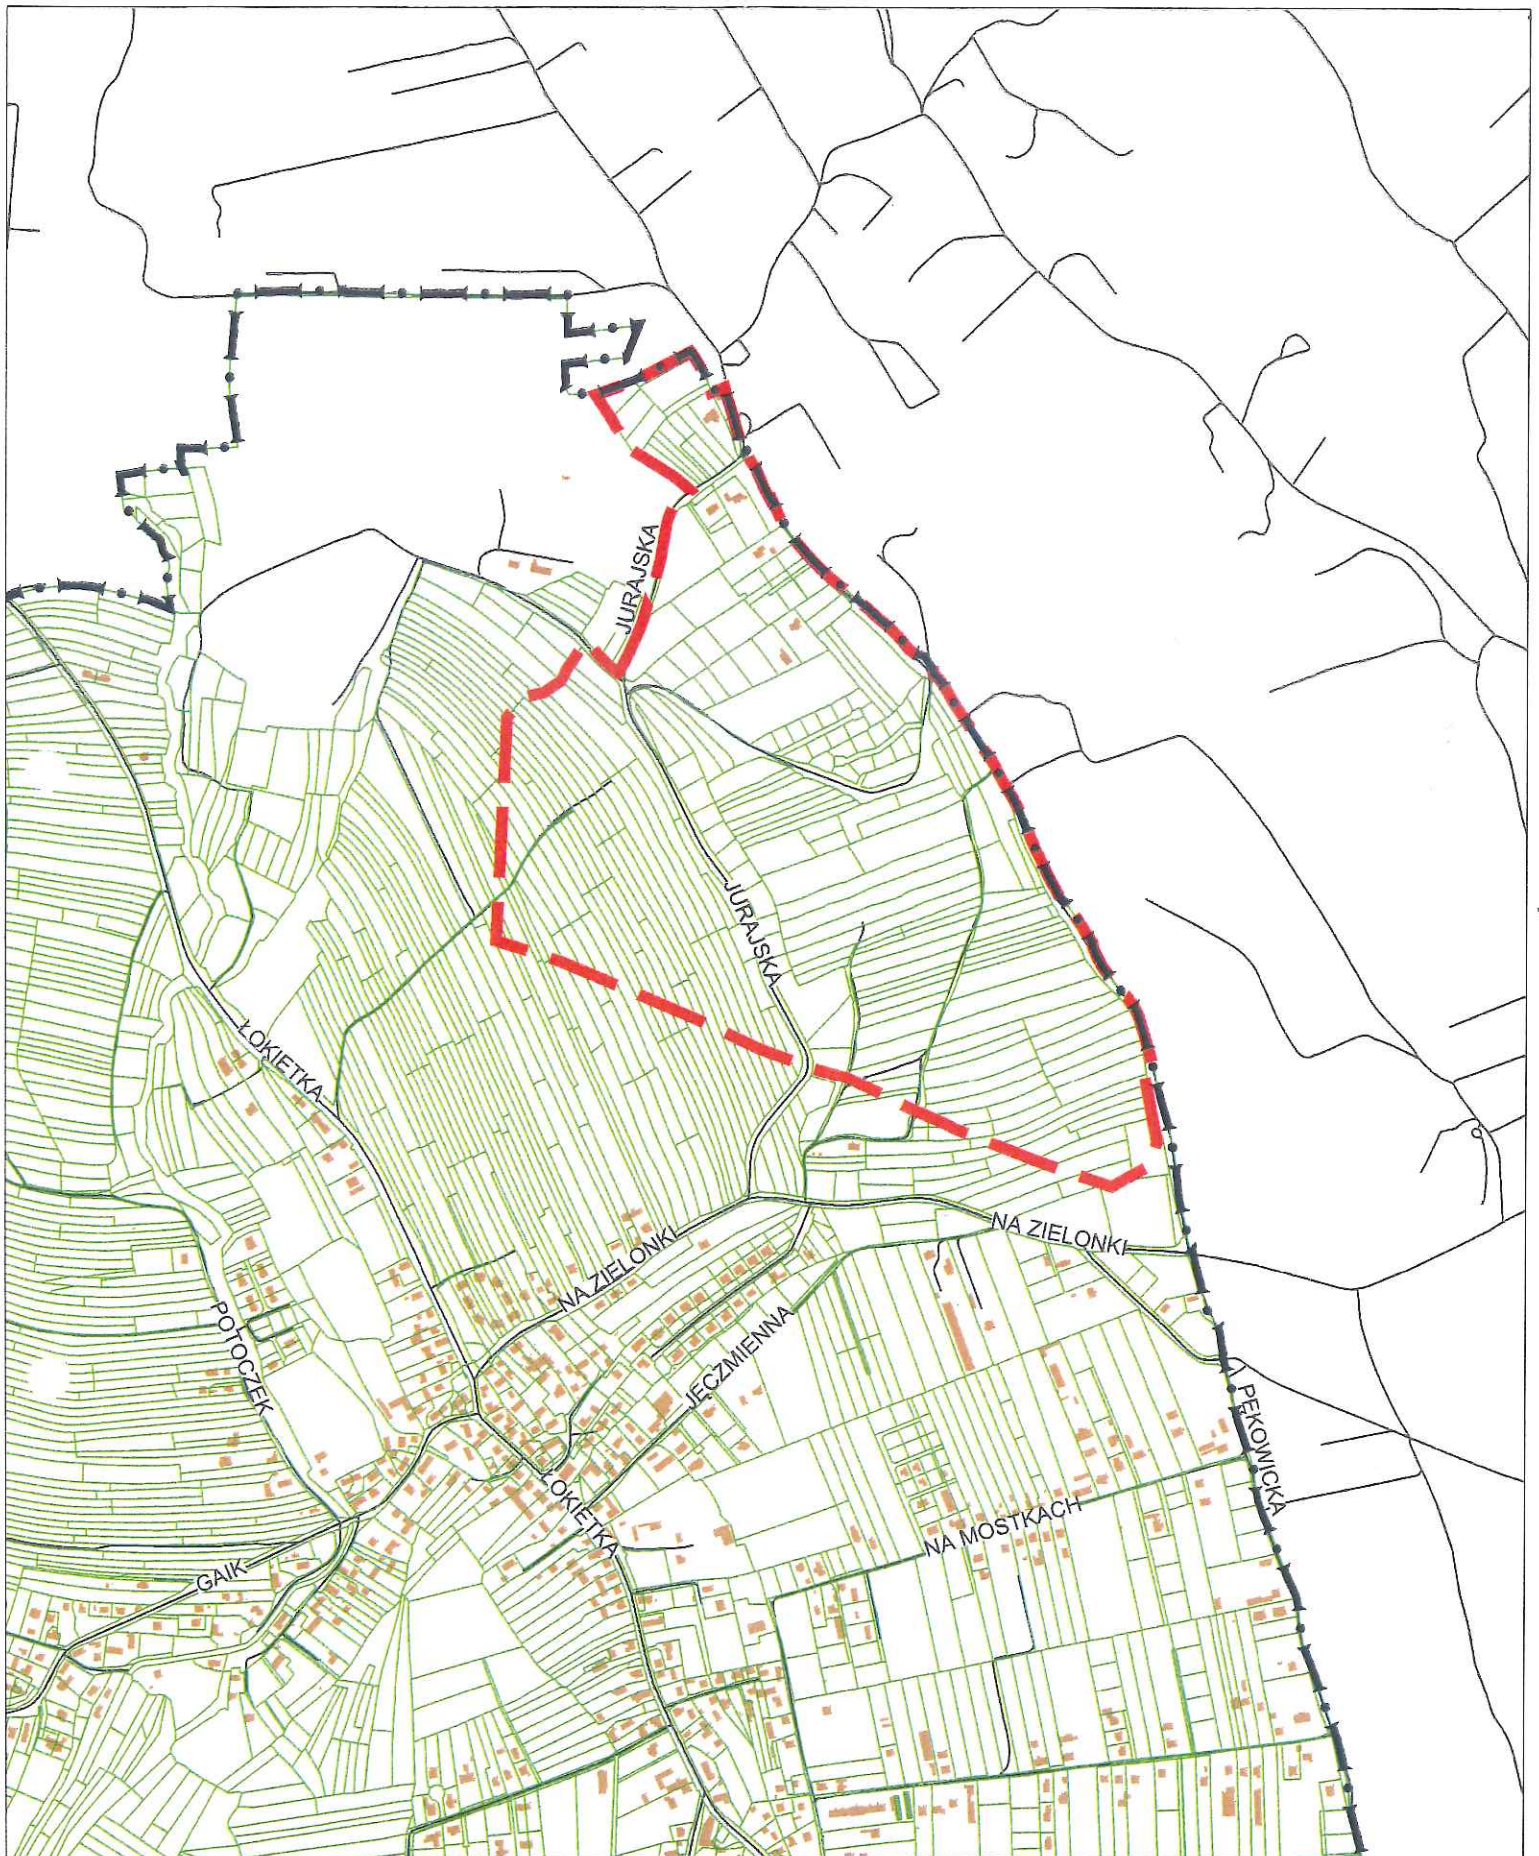 JURAJSKA
JURAJSKA
ŁOKIETKA
NA ZIELONKI
NA ZIELONKI
POTOCZEK
JĘCZMIENNA
PĘKOWICKA
ŁOKIETKA
NA MOSTKACH
GAIK